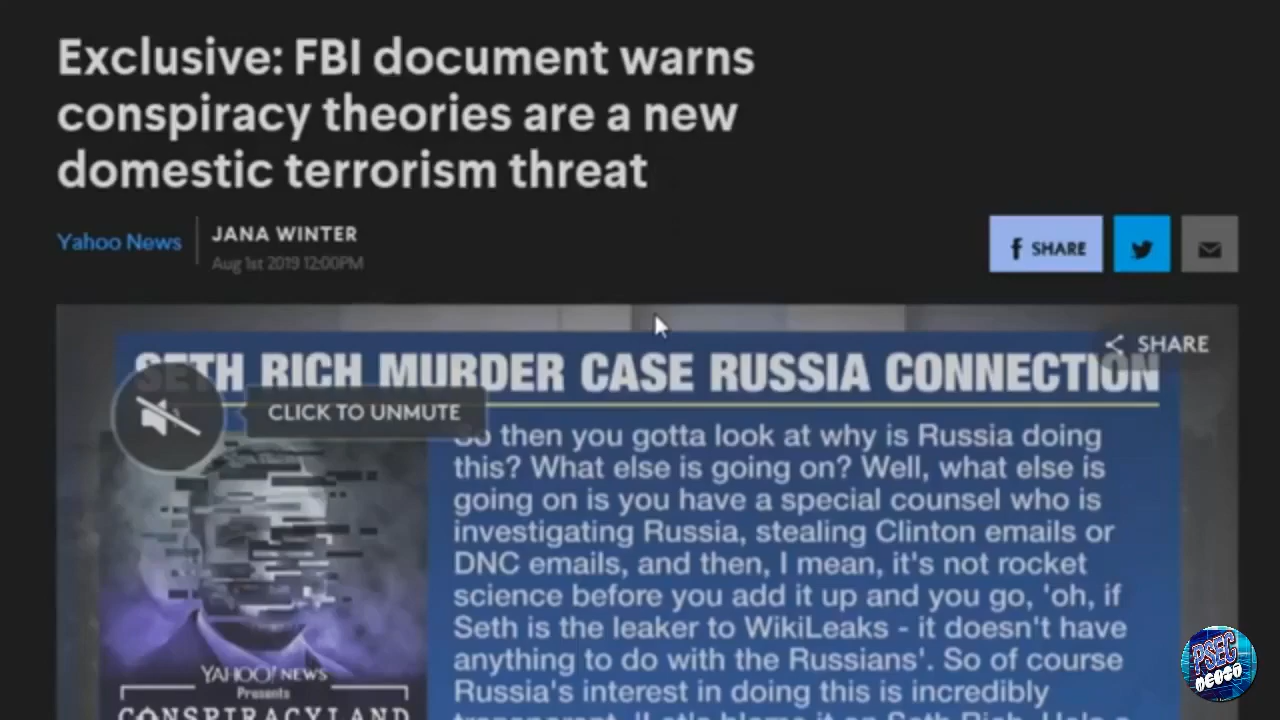 Exclusive: FBI document warns
conspiracy theories are a new
domestic terrorism threat
Yahoo News
JANA WINTER
Aug 1st 2019 12:00PM
f SHARE
SHARE
SETH RICH MURDER CASE RUSSIA CONNECTION
CLICK TO UNMUTE
So then you gotta look at why is Russia doing
this? What else is going on? Well, what else is
going on is you have a special counsel who is
investigating Russia, stealing Clinton emails or
DNC emails, and then, I mean, it's not rocket
science before you add it up and you go, 'oh, if
Seth is the leaker to WikiLeaks - it doesn't have
anything to do with the Russians'. So of course
Russia's interest in doing this is incredibly
YAHOO! NEWS
Presents
CONSPIRACYLAND
PSEC